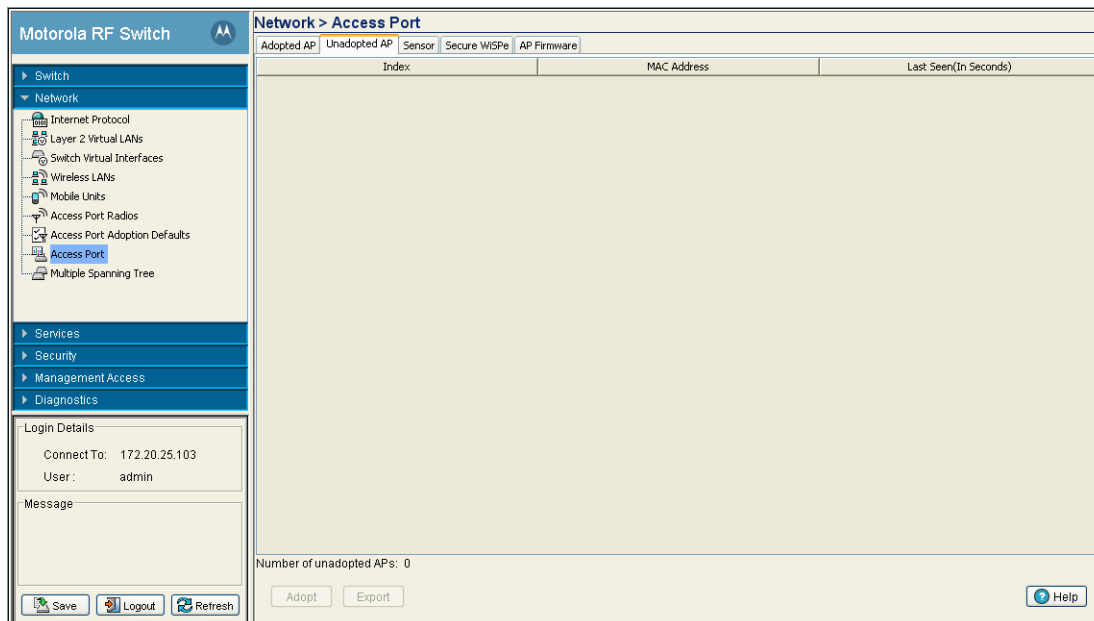 Motorola RF Switch
Switch
Network
Internet Protocol
Layer 2 Virtual LANs
Switch Virtual Interfaces
Wireless LANs
Mobile Units
Access Port Radios
Access Port Adoption Defaults
Access Port
Multiple Spanning Tree
Services
Security
Management Access
Diagnostics
Login Details
Connect To: 172.20.25.103
User : admin
Message
Save Logout Refresh
Network > Access Port
Adopted AP Unadopted AP Sensor Secure WiSPe AP Firmware
Index MAC Address Last Seen(In Seconds)
Number of unadopted APs: 0
Adopt Export Help